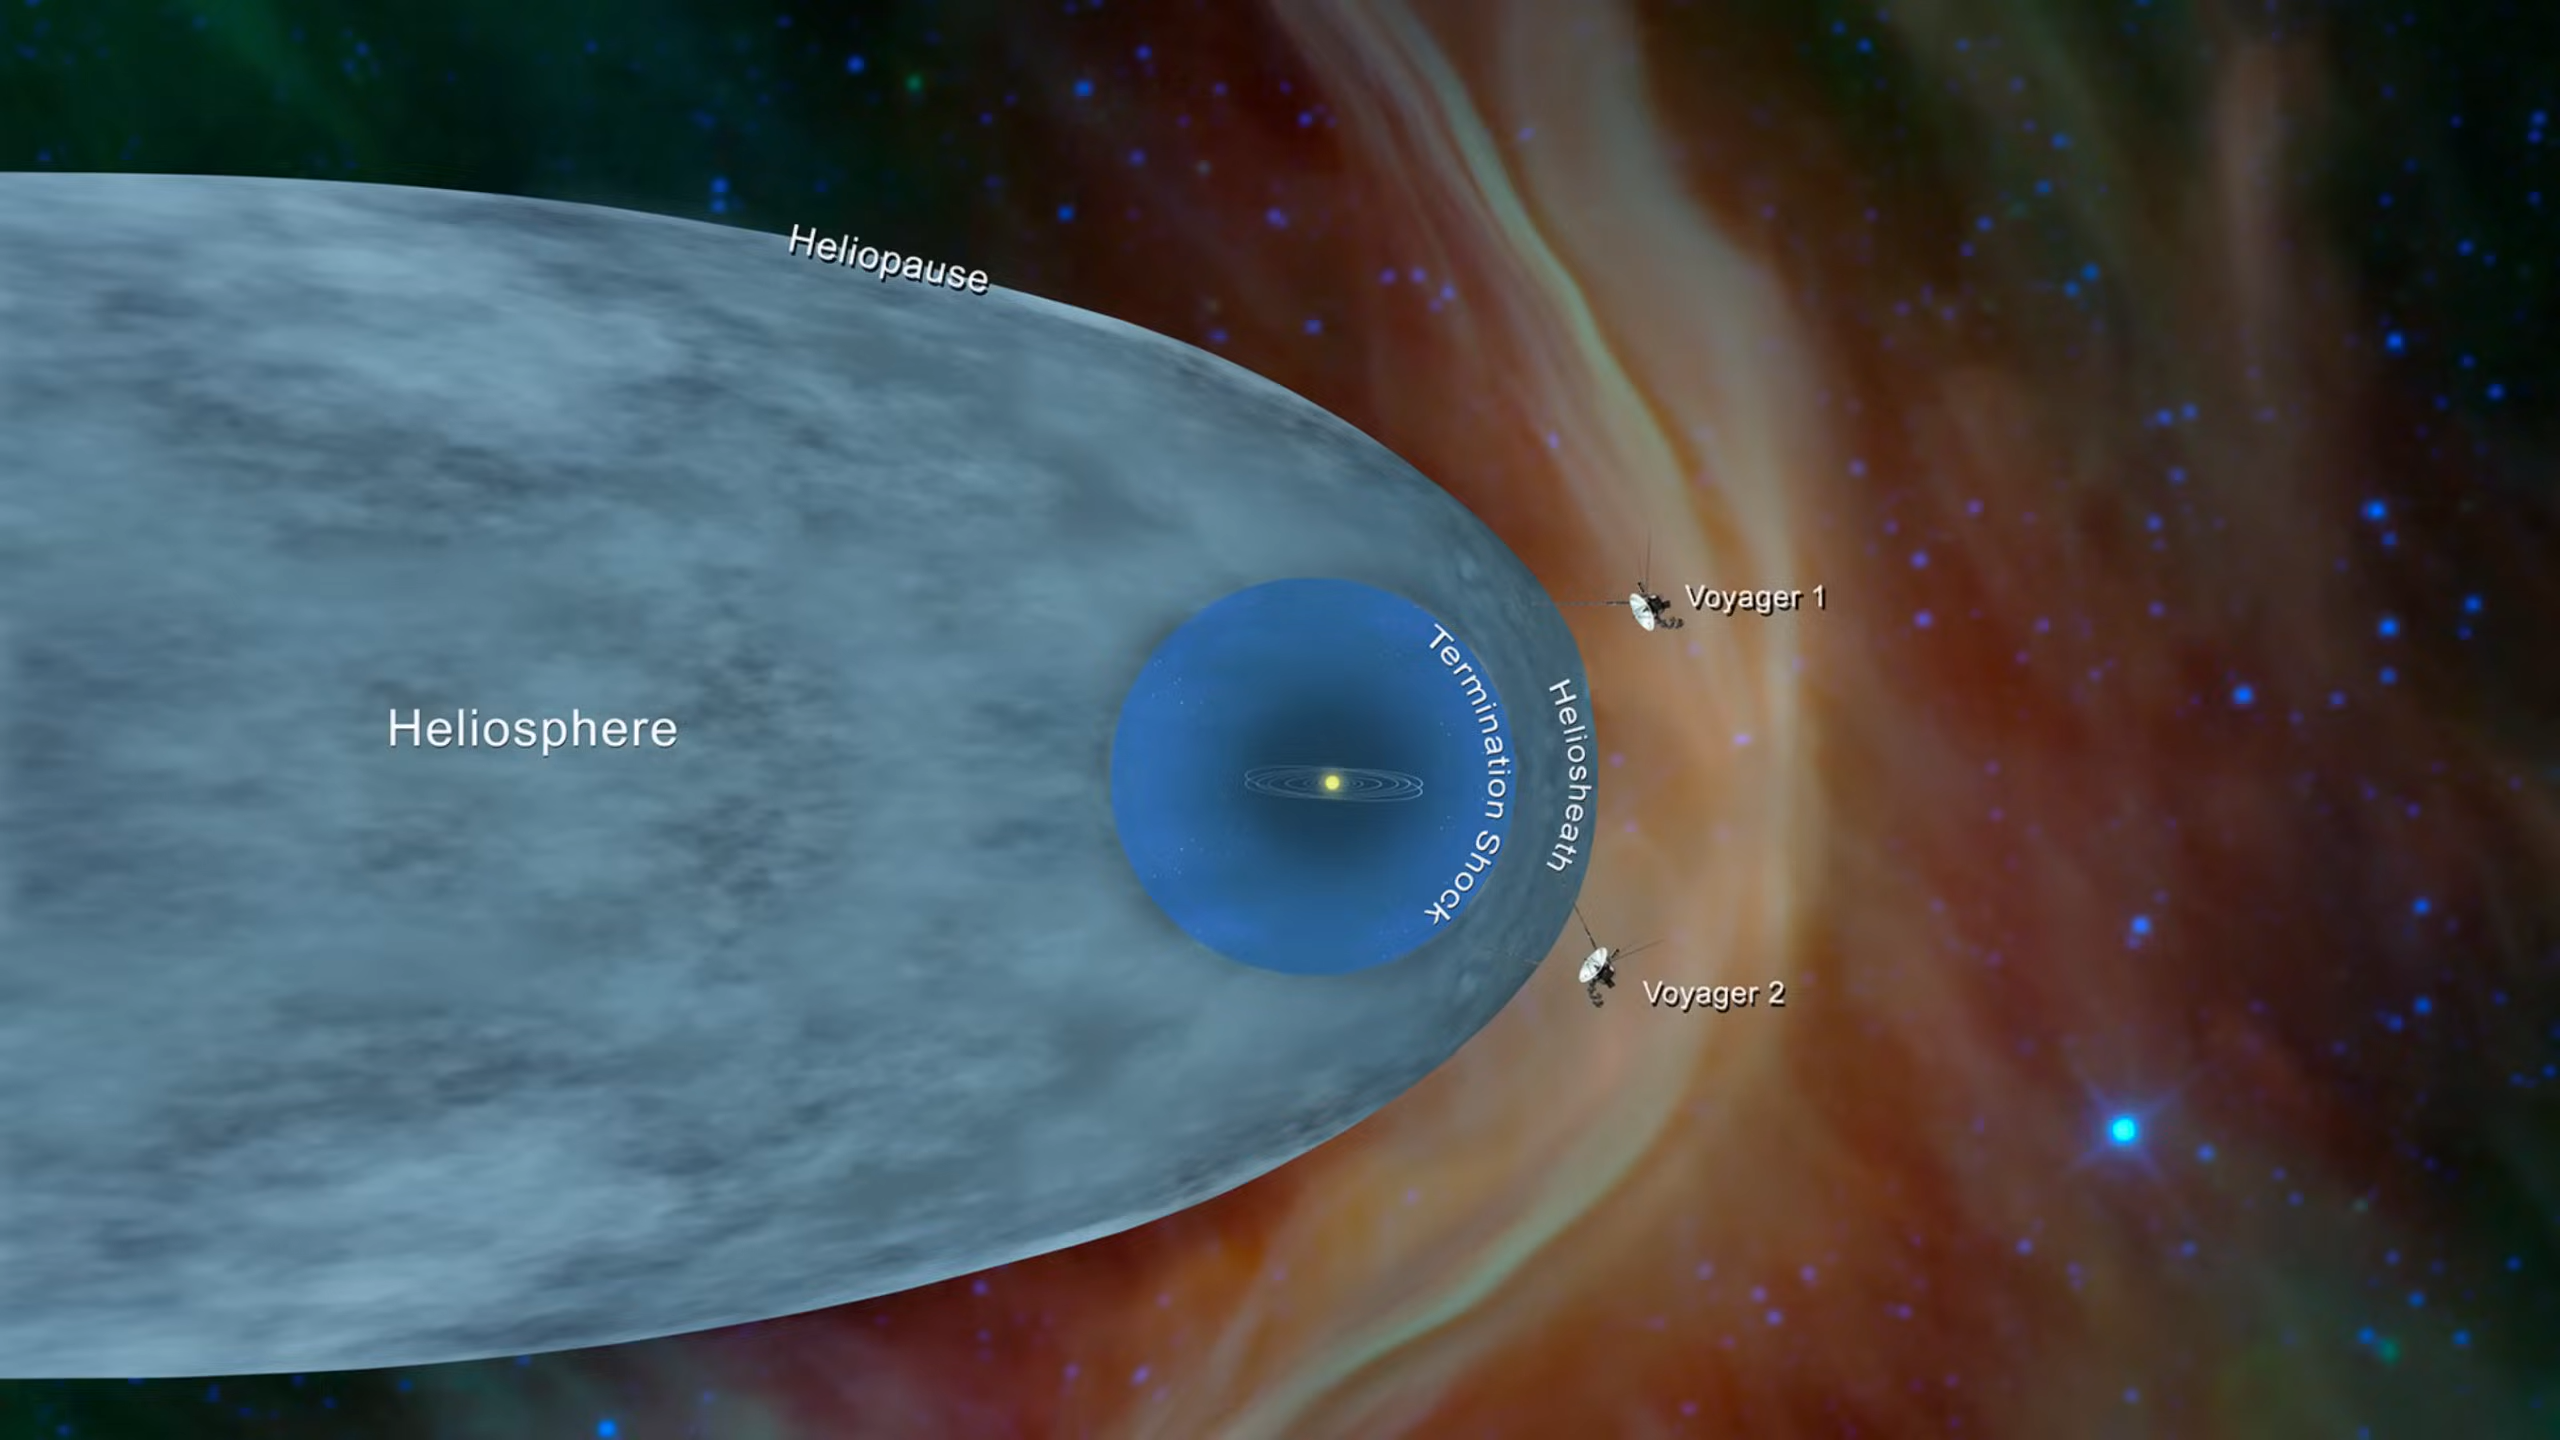 Heliopause
Voyager 1
Termination Shock
Heliosheath
Heliosphere
Voyager 2